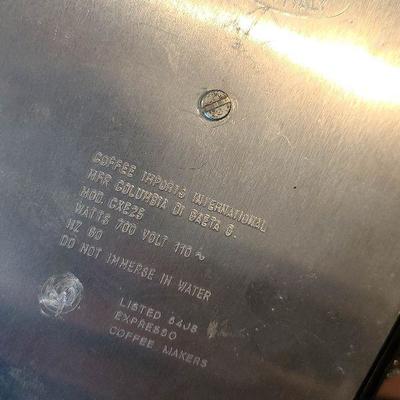 ITALY
COFFEE IMPORTS INTERNATIONAL
MFR COLUMBIA DI GAETA G.
MOD. CXE25
WATTS 700 VOLT 110 ~
HZ 60
DO NOT IMMERSE IN WATER
LISTED 64J8
EXPRESSO
COFFEE MAKERS